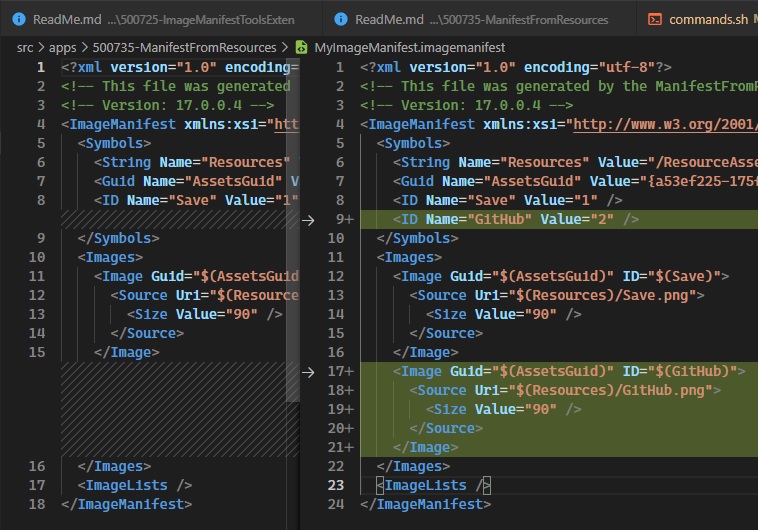 ReadMe.md ...\500725-ImageManifestToolsExten
ReadMe.md ...\500735-ManifestFromResources
commands.sh
src > apps > 500735-ManifestFromResources > MyImageManifest.imagemanifest
1 <?xml version="1.0" encoding=
2 <!-- This file was generated
3 <!-- Version: 17.0.0.4 -->
4 <ImageManifest xmlns:xsi="htt
5 <Symbols>
6 <String Name="Resources"
7 <Guid Name="AssetsGuid" V
8 <ID Name="Save" Value="1"
9 </Symbols>
10 <Images>
11 <Image Guid="$(AssetsGuid
12 <Source Uri="$(Resource
13 <Size Value="90" />
14 </Source>
15 </Image>
16 </Images>
17 <ImageLists />
18 </ImageManifest>
1 <?xml version="1.0" encoding="utf-8"?>
2 <!-- This file was generated by the ManifestFromR
3 <!-- Version: 17.0.0.4 -->
4 <ImageManifest xmlns:xsi="http://www.w3.org/2001/
5 <Symbols>
6 <String Name="Resources" Value="/ResourceAsse
7 <Guid Name="AssetsGuid" Value="{a53ef225-175f
8 <ID Name="Save" Value="1" />
9+ <ID Name="GitHub" Value="2" />
10 </Symbols>
11 <Images>
12 <Image Guid="$(AssetsGuid)" ID="$(Save)">
13 <Source Uri="$(Resources)/Save.png">
14 <Size Value="90" />
15 </Source>
16 </Image>
17+ <Image Guid="$(AssetsGuid)" ID="$(GitHub)">
18+ <Source Uri="$(Resources)/GitHub.png">
19+ <Size Value="90" />
20+ </Source>
21+ </Image>
22 </Images>
23 <ImageLists />
24 </ImageManifest>